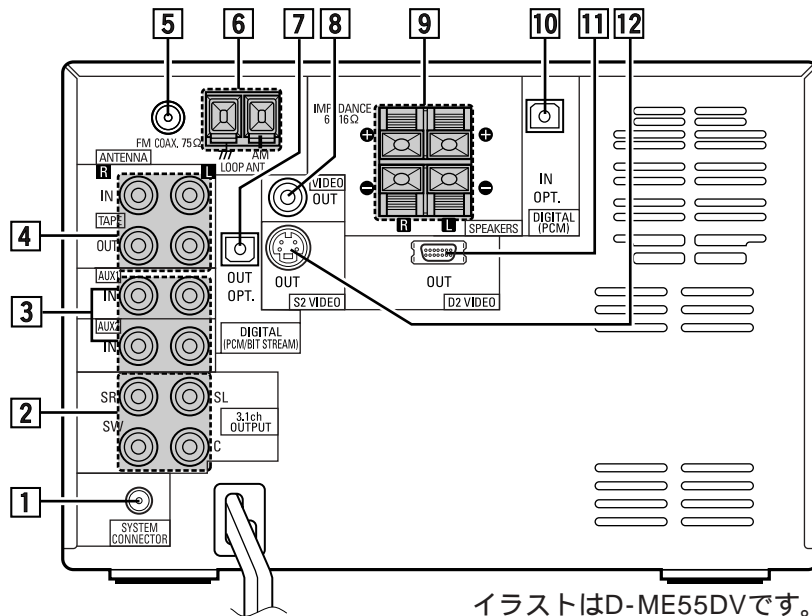 5 6 7 8 9 10 11 12
FM COAX. 75Ω
AM
LOOP ANT.
ANTENNA
IMPEDANCE
6 16Ω
R L
IN
TAPE
OUT
4
VIDEO
OUT
R L SPEAKERS
IN
OPT.
DIGITAL
(PCM)
OUT
OPT.
OUT
S2 VIDEO
OUT
D2 VIDEO
AUX1
IN
3
AUX2
IN
DIGITAL
(PCM/BIT STREAM)
2
SR SL
SW C
3.1ch
OUTPUT
1
SYSTEM
CONNECTOR
イラストはD-ME55DVです。